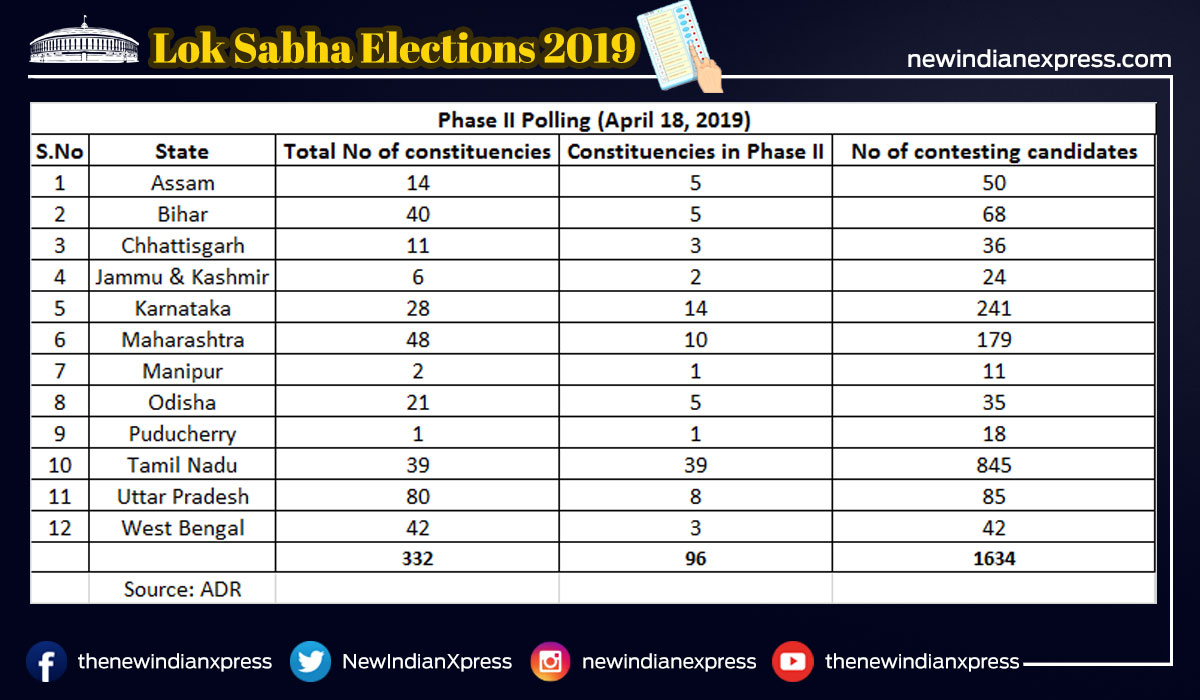 Lok Sabha Elections 2019
newindianexpress.com
Phase II Polling (April 18, 2019)
S.No State Total No of constituencies Constituencies in Phase II No of contesting candidates
1 Assam 14 5 50
2 Bihar 40 5 68
3 Chhattisgarh 11 3 36
4 Jammu & Kashmir 6 2 24
5 Karnataka 28 14 241
6 Maharashtra 48 10 179
7 Manipur 2 1 11
8 Odisha 21 5 35
9 Puducherry 1 1 18
10 Tamil Nadu 39 39 845
11 Uttar Pradesh 80 8 85
12 West Bengal 42 3 42
332 96 1634
Source: ADR
thenewindianxpress NewIndianXpress newindianexpress thenewindianxpress